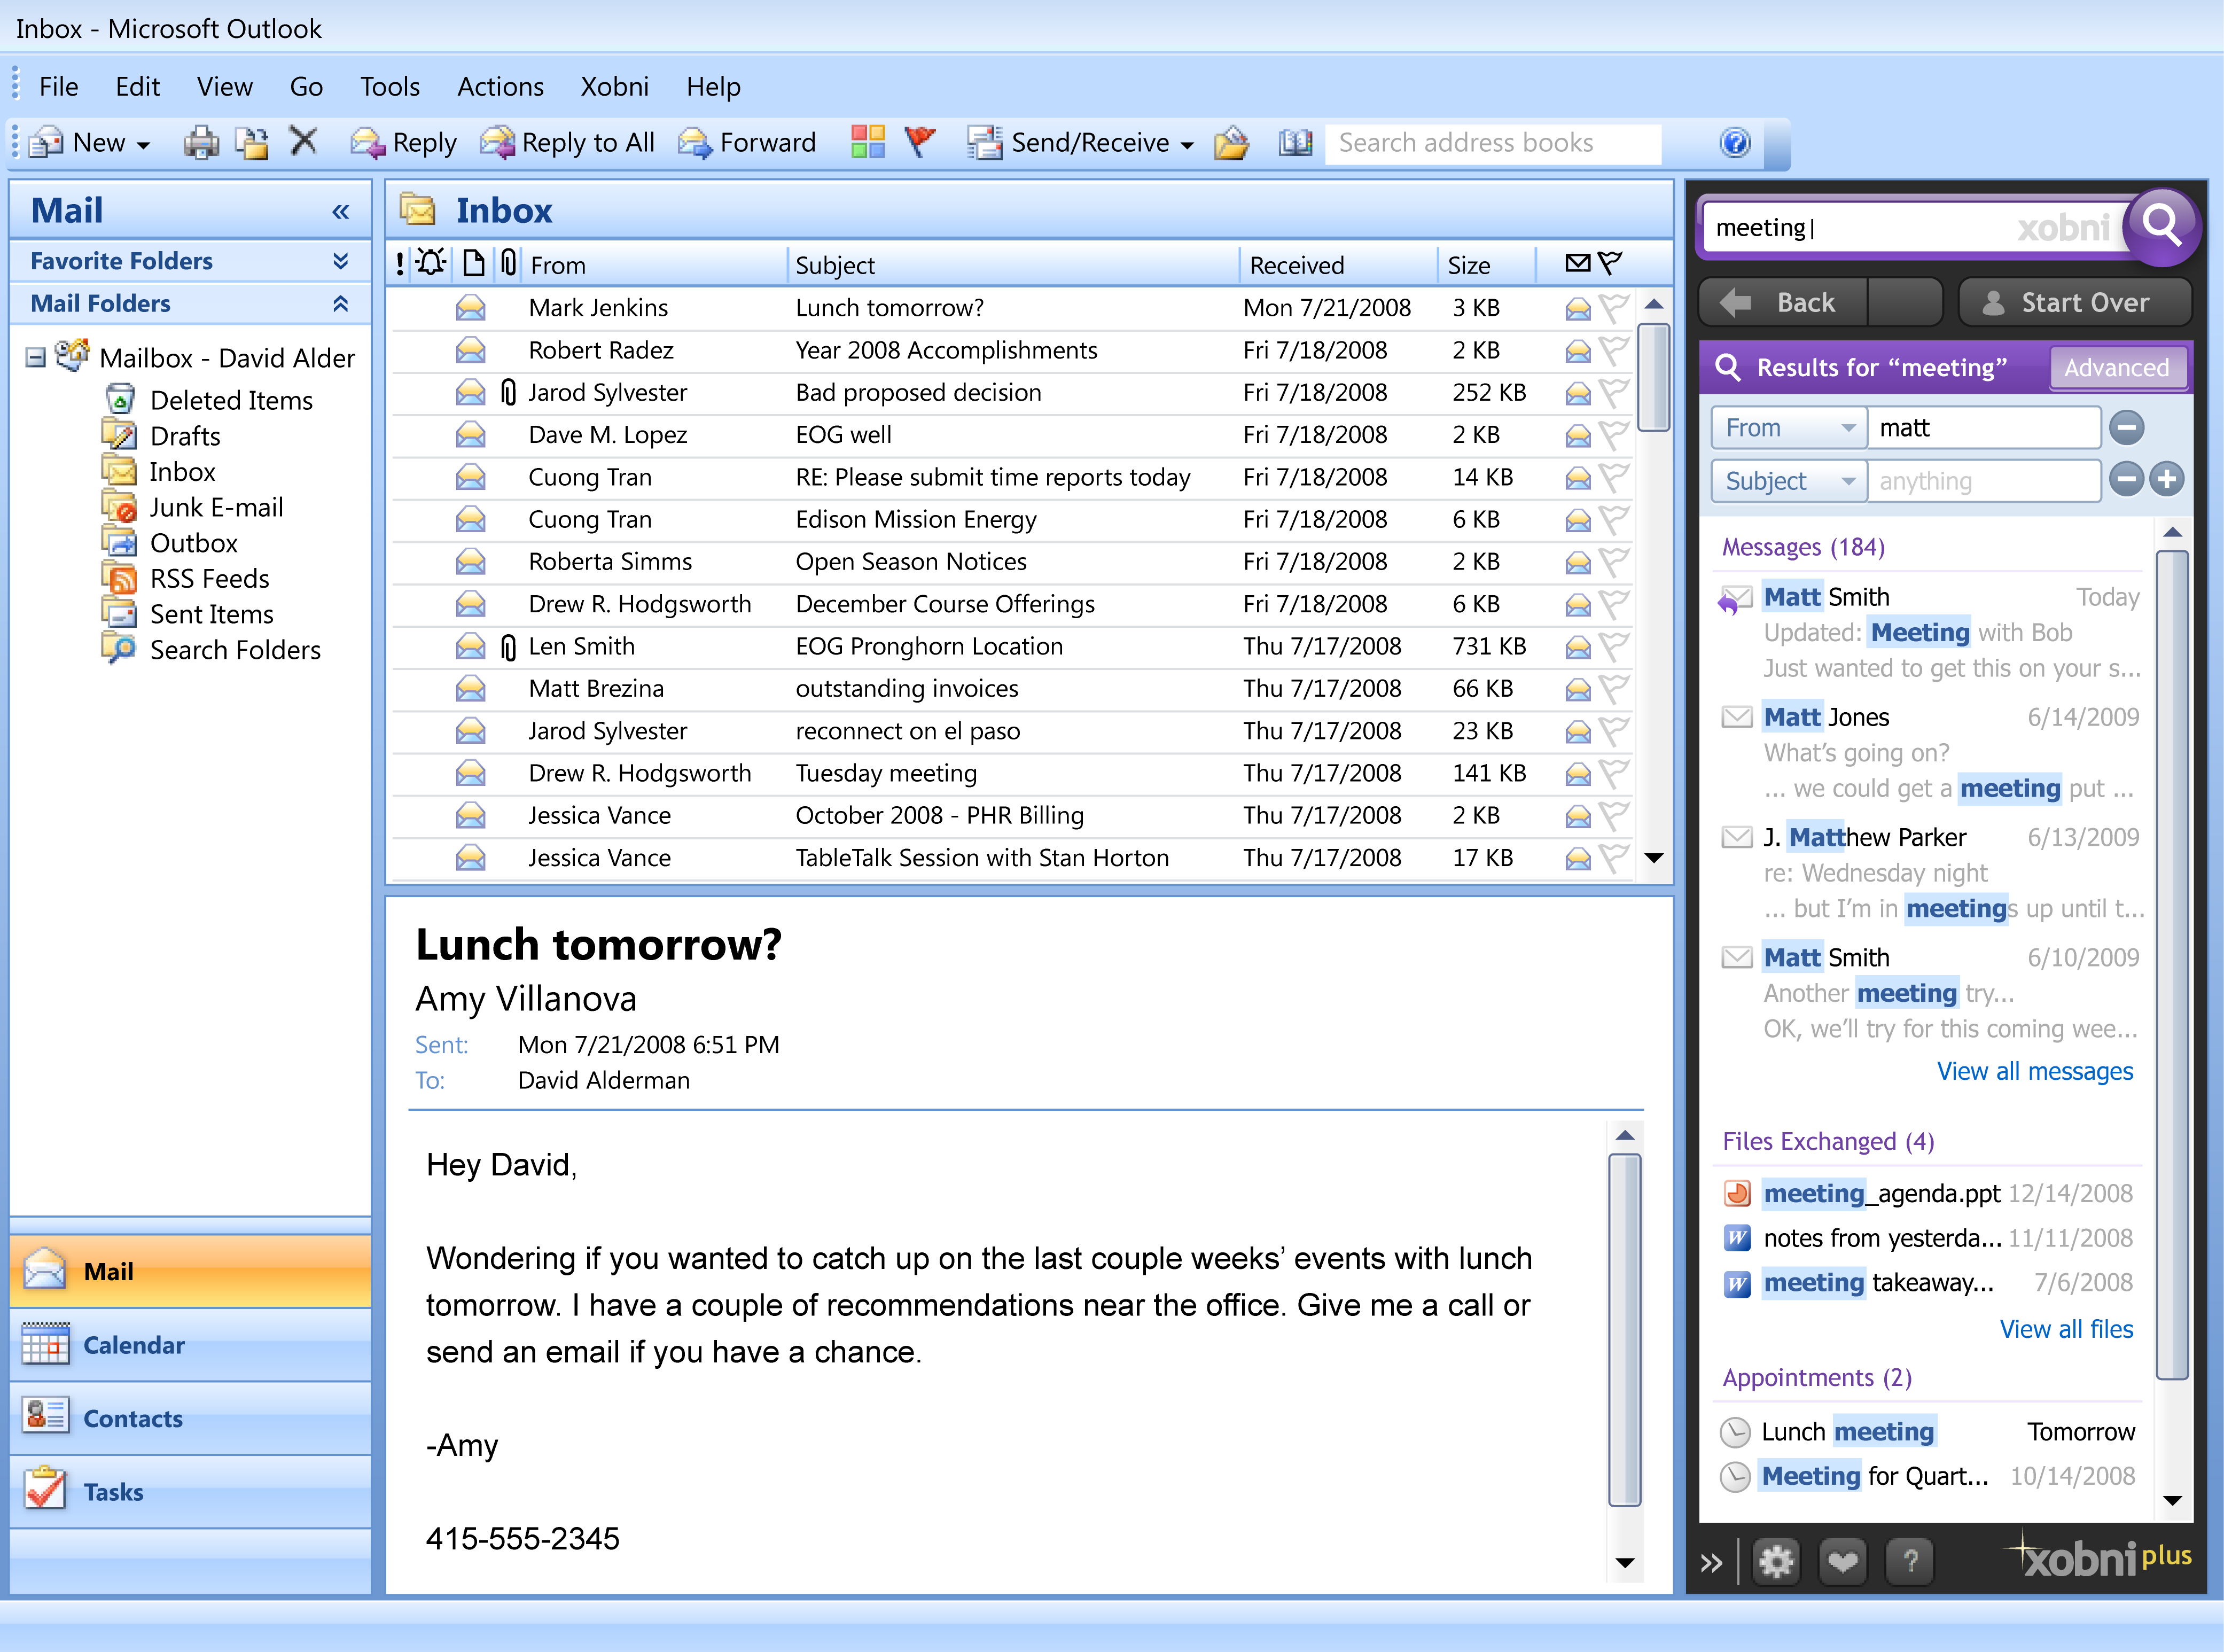 Inbox - Microsoft Outlook
File Edit View Go Tools Actions Xobni Help
New Reply Reply to All Forward Send/Receive Search address books
Mail «
Favorite Folders
Mail Folders
Mailbox - David Alder
Deleted Items
Drafts
Inbox
Junk E-mail
Outbox
RSS Feeds
Sent Items
Search Folders
Mail
Calendar
Contacts
Tasks
Inbox
! From Subject Received Size
Mark Jenkins Lunch tomorrow? Mon 7/21/2008 3 KB
Robert Radez Year 2008 Accomplishments Fri 7/18/2008 2 KB
Jarod Sylvester Bad proposed decision Fri 7/18/2008 252 KB
Dave M. Lopez EOG well Fri 7/18/2008 2 KB
Cuong Tran RE: Please submit time reports today Fri 7/18/2008 14 KB
Cuong Tran Edison Mission Energy Fri 7/18/2008 6 KB
Roberta Simms Open Season Notices Fri 7/18/2008 2 KB
Drew R. Hodgsworth December Course Offerings Fri 7/18/2008 6 KB
Len Smith EOG Pronghorn Location Thu 7/17/2008 731 KB
Matt Brezina outstanding invoices Thu 7/17/2008 66 KB
Jarod Sylvester reconnect on el paso Thu 7/17/2008 23 KB
Drew R. Hodgsworth Tuesday meeting Thu 7/17/2008 141 KB
Jessica Vance October 2008 - PHR Billing Thu 7/17/2008 2 KB
Jessica Vance TableTalk Session with Stan Horton Thu 7/17/2008 17 KB
Lunch tomorrow?
Amy Villanova
Sent: Mon 7/21/2008 6:51 PM
To: David Alderman
Hey David,
Wondering if you wanted to catch up on the last couple weeks’ events with lunch
tomorrow. I have a couple of recommendations near the office. Give me a call or
send an email if you have a chance.
-Amy
415-555-2345
meeting xobni
Back Start Over
Results for “meeting” Advanced
From matt
Subject anything
Messages (184)
Matt Smith Today
Updated: Meeting with Bob
Just wanted to get this on your s...
Matt Jones 6/14/2009
What’s going on?
... we could get a meeting put ...
J. Matthew Parker 6/13/2009
re: Wednesday night
... but I’m in meetings up until t...
Matt Smith 6/10/2009
Another meeting try...
OK, we’ll try for this coming wee...
View all messages
Files Exchanged (4)
meeting_agenda.ppt 12/14/2008
notes from yesterda... 11/11/2008
meeting takeaway... 7/6/2008
View all files
Appointments (2)
Lunch meeting Tomorrow
Meeting for Quart... 10/14/2008
» ? xobni plus